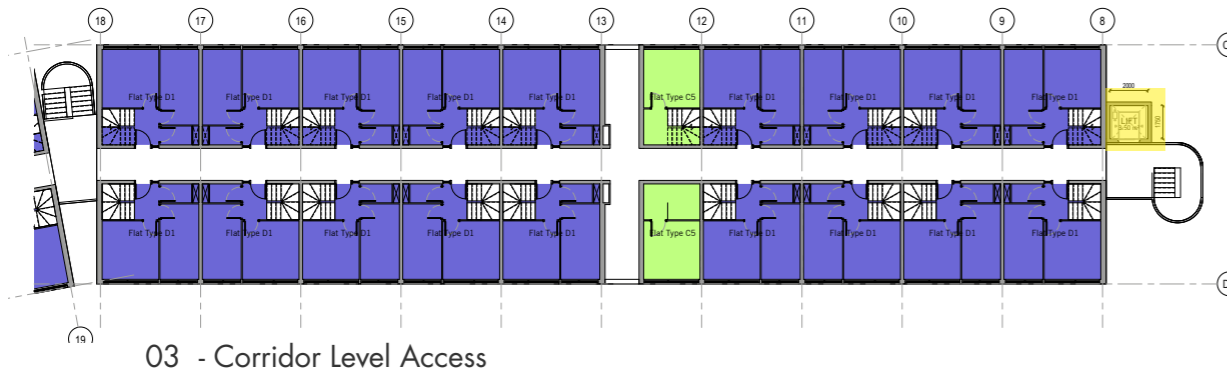 18 17 16 15 14 13 12 11 10 9 8
C
2000
Flat Type D1 Flat Type D1 Flat Type D1 Flat Type D1 Flat Type D1 Flat Type C5 Flat Type D1 Flat Type D1 Flat Type D1 Flat Type D1
LIFT
1750
Flat Type D1 Flat Type D1 Flat Type D1 Flat Type D1 Flat Type D1 Flat Type C5 Flat Type D1 Flat Type D1 Flat Type D1 Flat Type D1
D
19
03 - Corridor Level Access